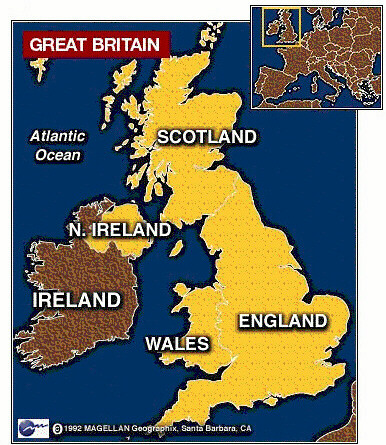 GREAT BRITAIN
Atlantic
Ocean
SCOTLAND
N. IRELAND
IRELAND
WALES
ENGLAND
© 1992 MAGELLAN Geographix, Santa Barbara, CA